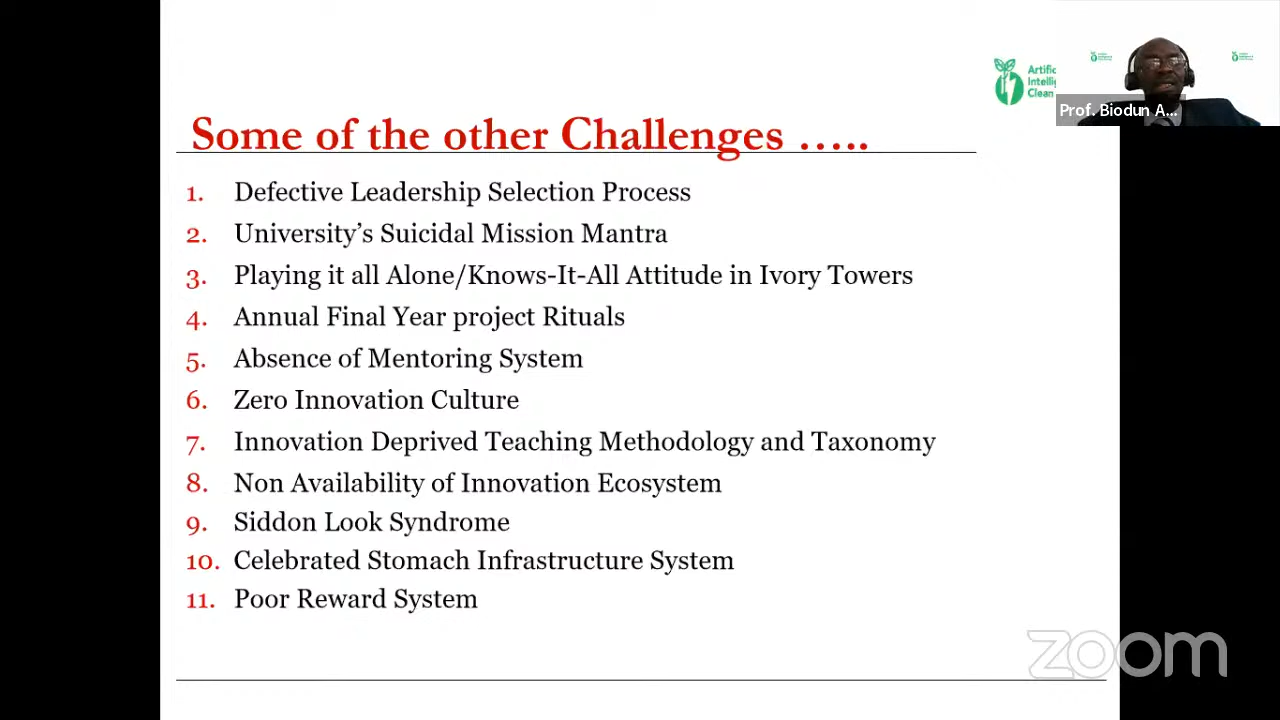 Artific
Intellig
Clean
Prof. Biodun A...
Some of the other Challenges …..
1. Defective Leadership Selection Process
2. University’s Suicidal Mission Mantra
3. Playing it all Alone/Knows-It-All Attitude in Ivory Towers
4. Annual Final Year project Rituals
5. Absence of Mentoring System
6. Zero Innovation Culture
7. Innovation Deprived Teaching Methodology and Taxonomy
8. Non Availability of Innovation Ecosystem
9. Siddon Look Syndrome
10. Celebrated Stomach Infrastructure System
11. Poor Reward System
zoom